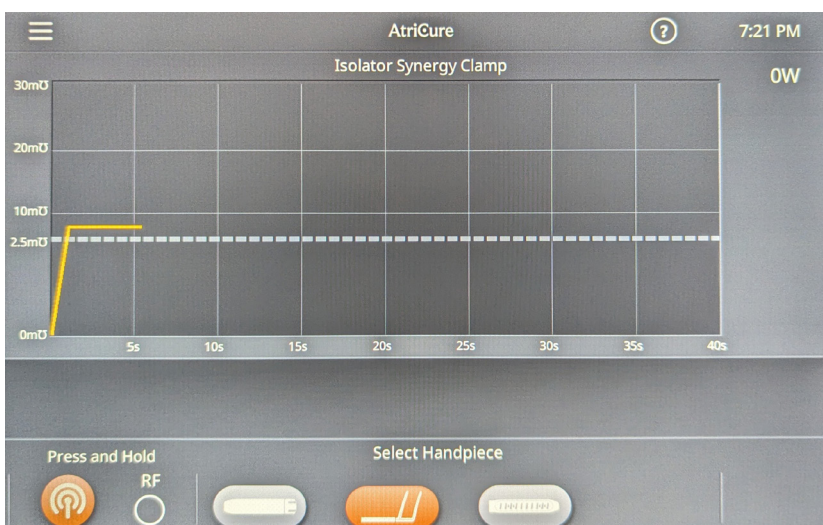 AtriCure
?
7:21 PM
Isolator Synergy Clamp
0W
30m℧
20m℧
10m℧
2.5m℧
0m℧
5s
10s
15s
20s
25s
30s
35s
40s
Press and Hold
Select Handpiece
RF